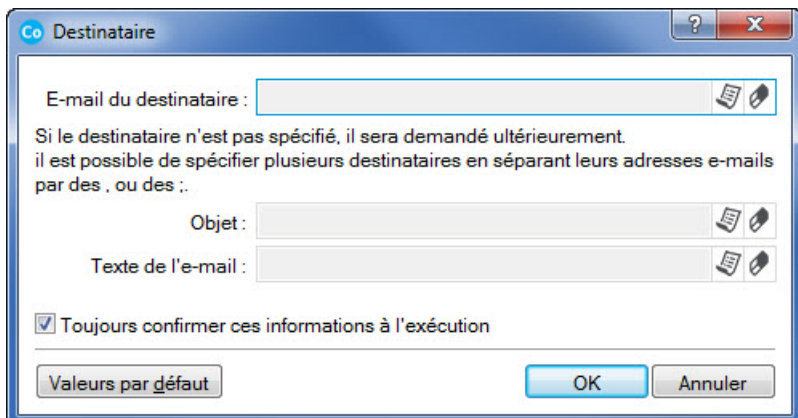 Co Destinataire
E-mail du destinataire :
Si le destinataire n'est pas spécifié, il sera demandé ultérieurement.
il est possible de spécifier plusieurs destinataires en séparant leurs adresses e-mails
par des , ou des ;.
Objet :
Texte de l'e-mail :
Toujours confirmer ces informations à l'exécution
Valeurs par défaut OK Annuler